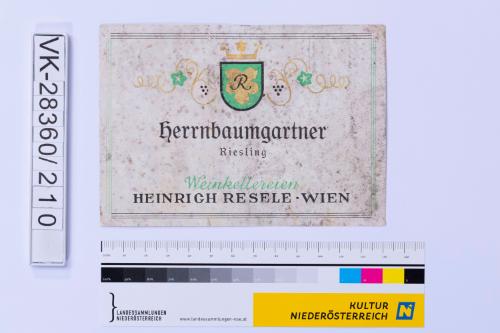 VK-28360/210
R
Herrnbaumgartner
Riesling
Weinkellereien
HEINRICH RESELE · WIEN
LANDESSAMMLUNGEN
NIEDERÖSTERREICH
www.landessammlungen-noe.at
KULTUR
NIEDERÖSTERREICH
N